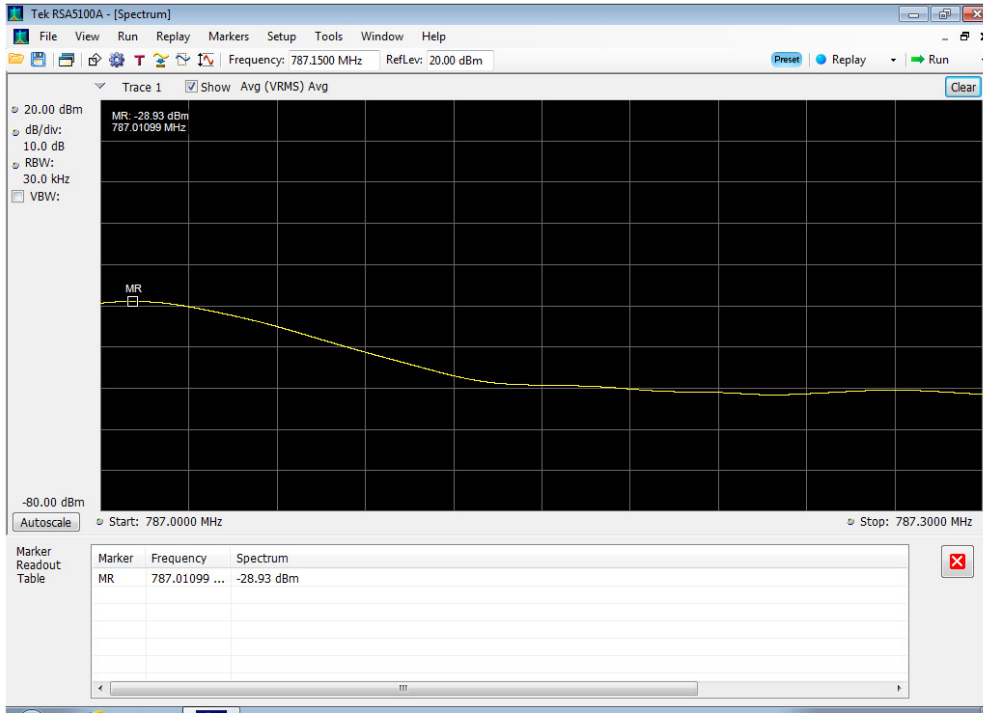 Tek RSA5100A - [Spectrum]
File View Run Replay Markers Setup Tools Window Help
T Frequency: 787.1500 MHz RefLev: 20.00 dBm Preset Replay Run
Trace 1 Show Avg (VRMS) Avg Clear
20.00 dBm
dB/div:
10.0 dB
RBW:
30.0 kHz
VBW:
MR: -28.93 dBm
787.01099 MHz
MR
-80.00 dBm
Autoscale Start: 787.0000 MHz Stop: 787.3000 MHz
Marker
Readout
Table
Marker Frequency Spectrum
MR 787.01099 ... -28.93 dBm